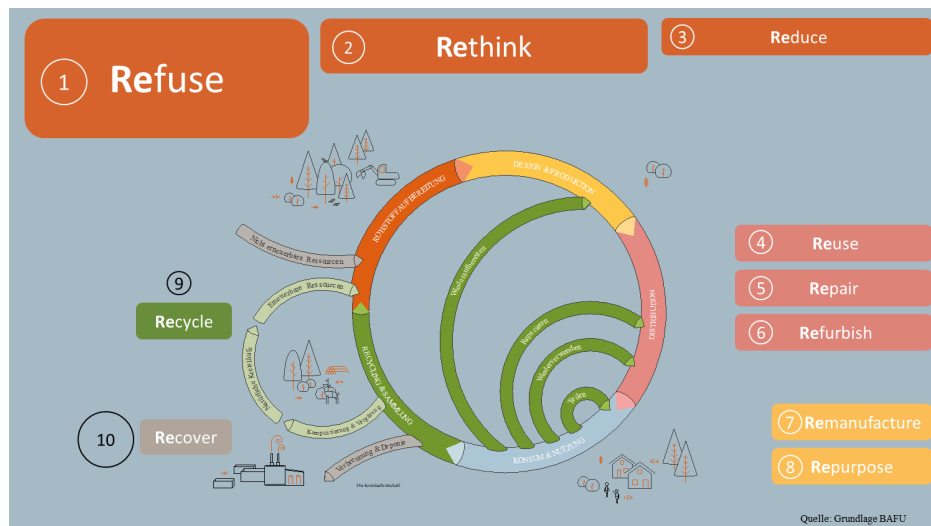 1 Refuse
2 Rethink
3 Reduce
DESIGN & PRODUKTION
ROHSTOFFAUFBEREITUNG
Nicht erneuerbare Ressourcen
Erneuerbare Ressourcen
Wiederaufbereiten
4 Reuse
5 Repair
6 Refurbish
9
Recycle
Reparieren
DISTRIBUTION
Wiederverwenden
Natürliche Kreisläufe
RECYCLING & SAMMLUNG
Teilen
Kompostierung & Vergärung
7 Remanufacture
8 Repurpose
10 Recover
Verbrennung & Deponie
KONSUM & NUTZUNG
Die Kreislaufwirtschaft
Quelle: Grundlage BAFU